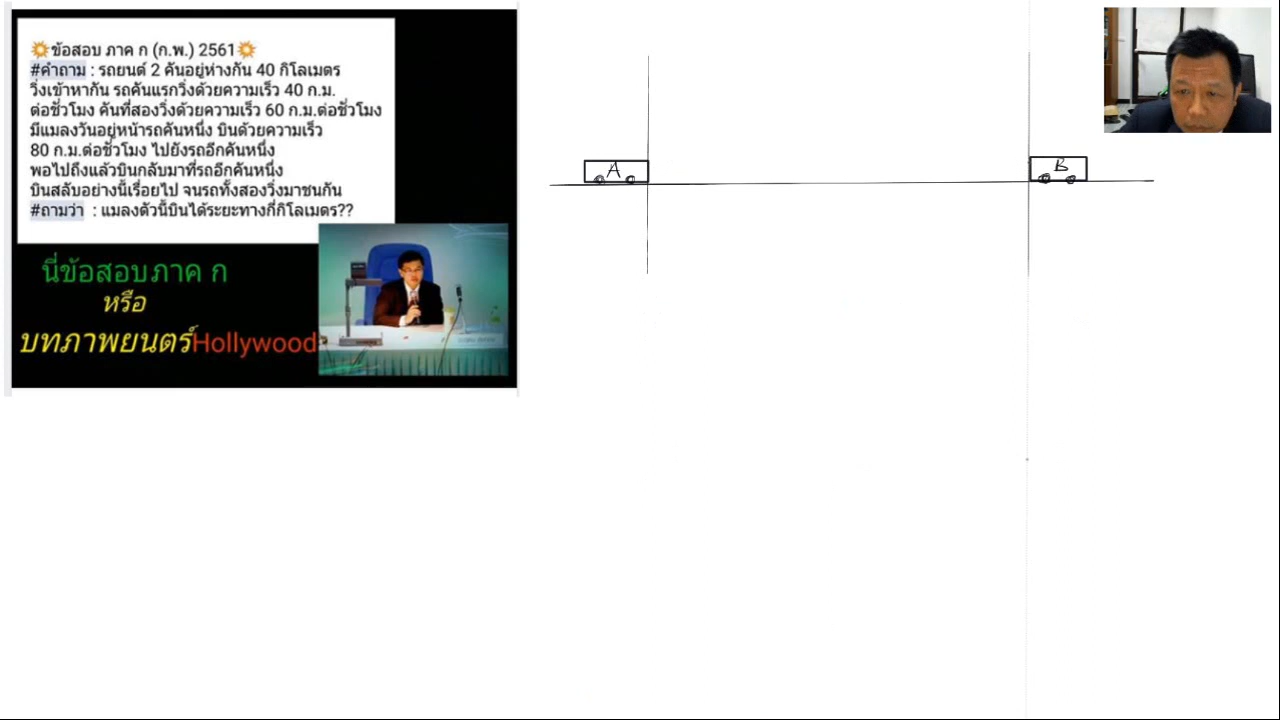 💥ข้อสอบ ภาค ก (ก.พ.) 2561💥
#คำถาม : รถยนต์ 2 คันอยู่ห่างกัน 40 กิโลเมตร
วิ่งเข้าหากัน รถคันแรกวิ่งด้วยความเร็ว 40 ก.ม.
ต่อชั่วโมง คันที่สองวิ่งด้วยความเร็ว 60 ก.ม.ต่อชั่วโมง
มีแมลงวันอยู่หน้ารถคันหนึ่ง บินด้วยความเร็ว
80 ก.ม.ต่อชั่วโมง ไปยังรถอีกคันหนึ่ง
พอไปถึงแล้วบินกลับมาที่รถอีกคันหนึ่ง
บินสลับอย่างนี้เรื่อยไป จนรถทั้งสองวิ่งมาชนกัน
#ถามว่า : แมลงตัวนี้บินได้ระยะทางกี่กิโลเมตร??
นี่ข้อสอบภาค ก
หรือ
บทภาพยนตร์Hollywood
A
B